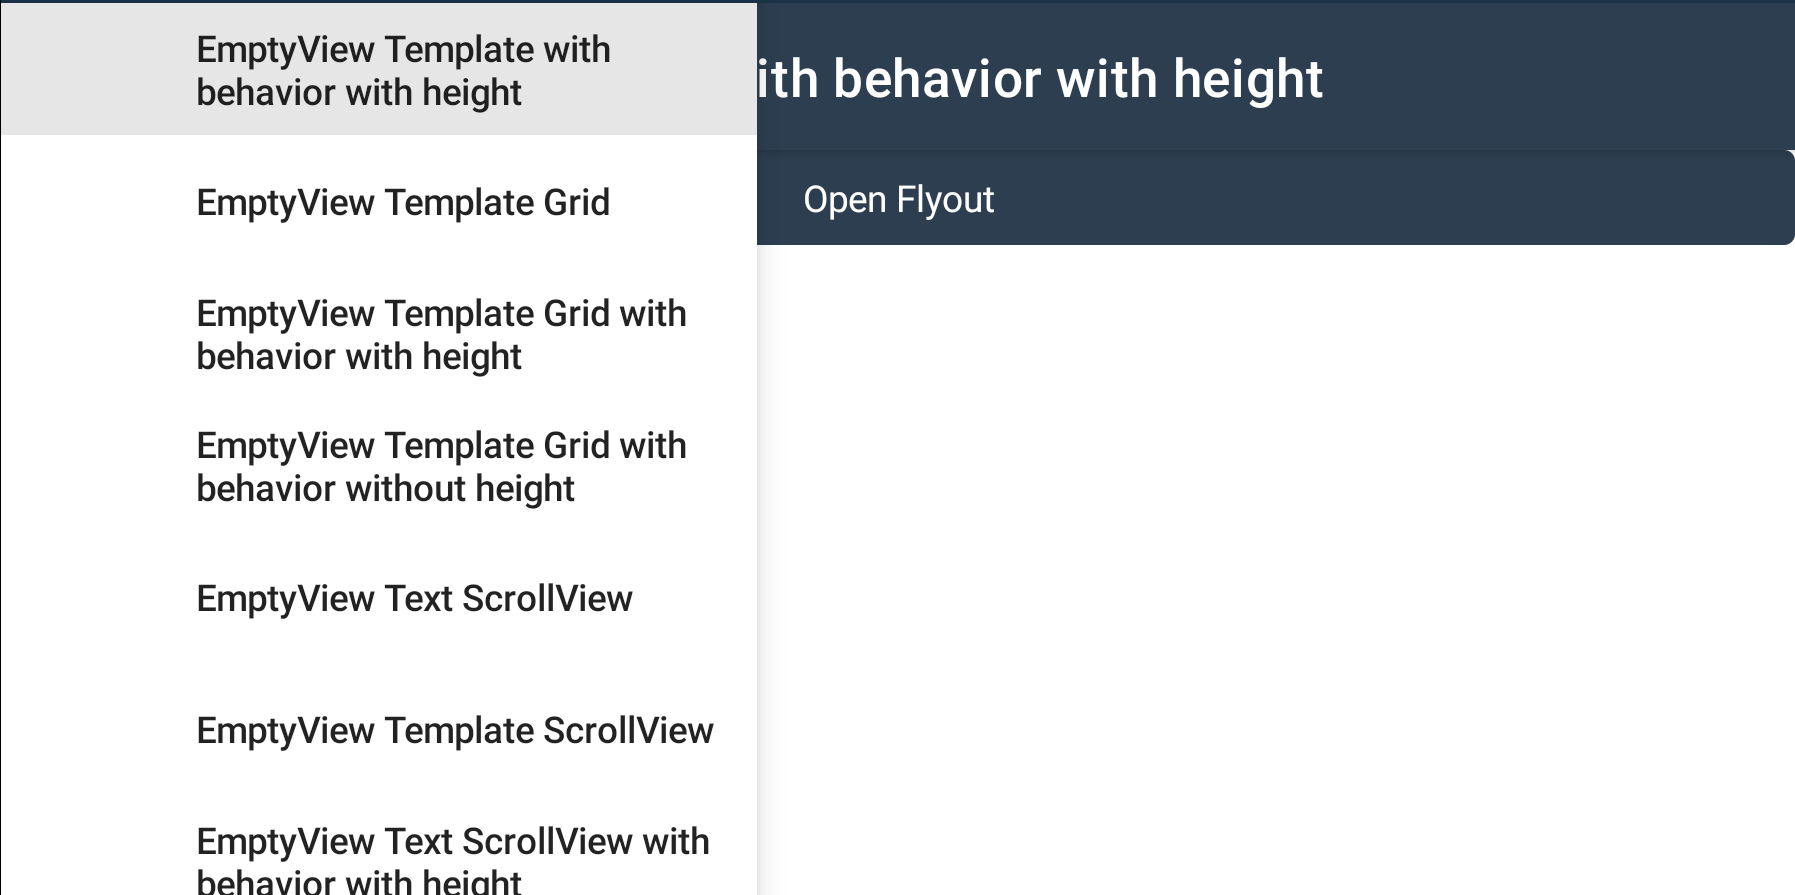 EmptyView Template with
behavior with height
ith behavior with height
Open Flyout
EmptyView Template Grid
EmptyView Template Grid with
behavior with height
EmptyView Template Grid with
behavior without height
EmptyView Text ScrollView
EmptyView Template ScrollView
EmptyView Text ScrollView with
behavior with height